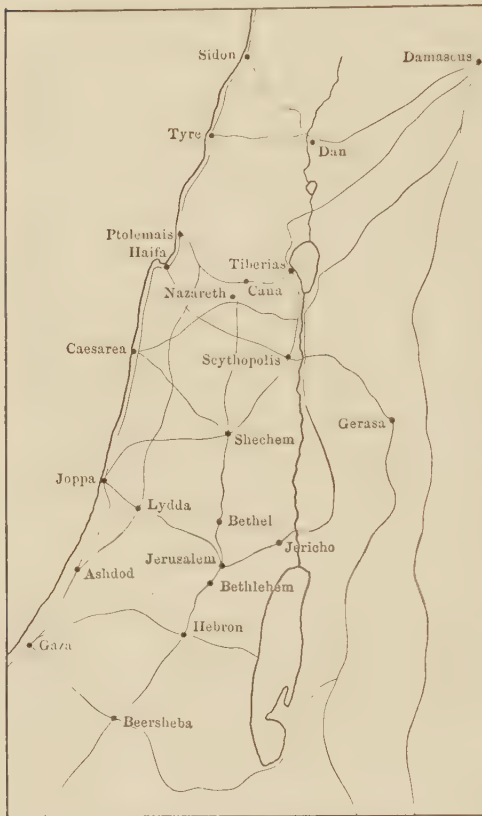 Sidon
Damascus
Tyre
Dan
Ptolemais
Haifa
Tiberias
Nazareth
Cana
Caesarea
Scythopolis
Gerasa
Shechem
Joppa
Lydda
Bethel
Jerusalem
Jericho
Ashdod
Bethlehem
Hebron
Gaza
Beersheba